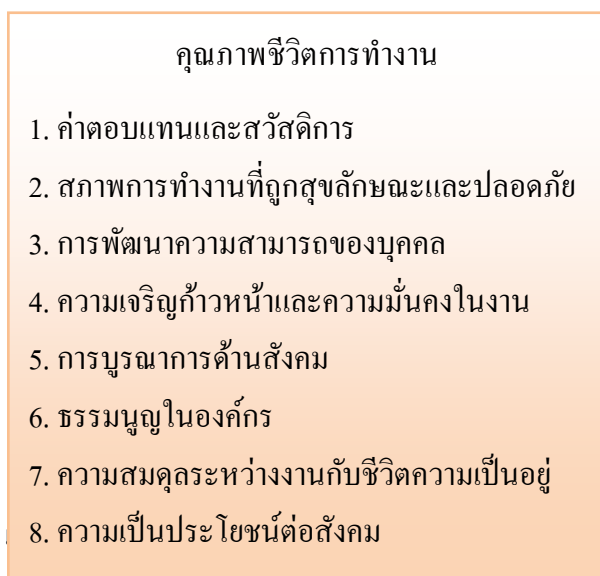 คุณภาพชีวิตการทำงาน
1. ค่าตอบแทนและสวัสดิการ
2. สภาพการทำงานที่ถูกสุขลักษณะและปลอดภัย
3. การพัฒนาความสามารถของบุคคล
4. ความเจริญก้าวหน้าและความมั่นคงในงาน
5. การบูรณาการด้านสังคม
6. ธรรมนูญในองค์กร
7. ความสมดุลระหว่างงานกับชีวิตความเป็นอยู่
8. ความเป็นประโยชน์ต่อสังคม